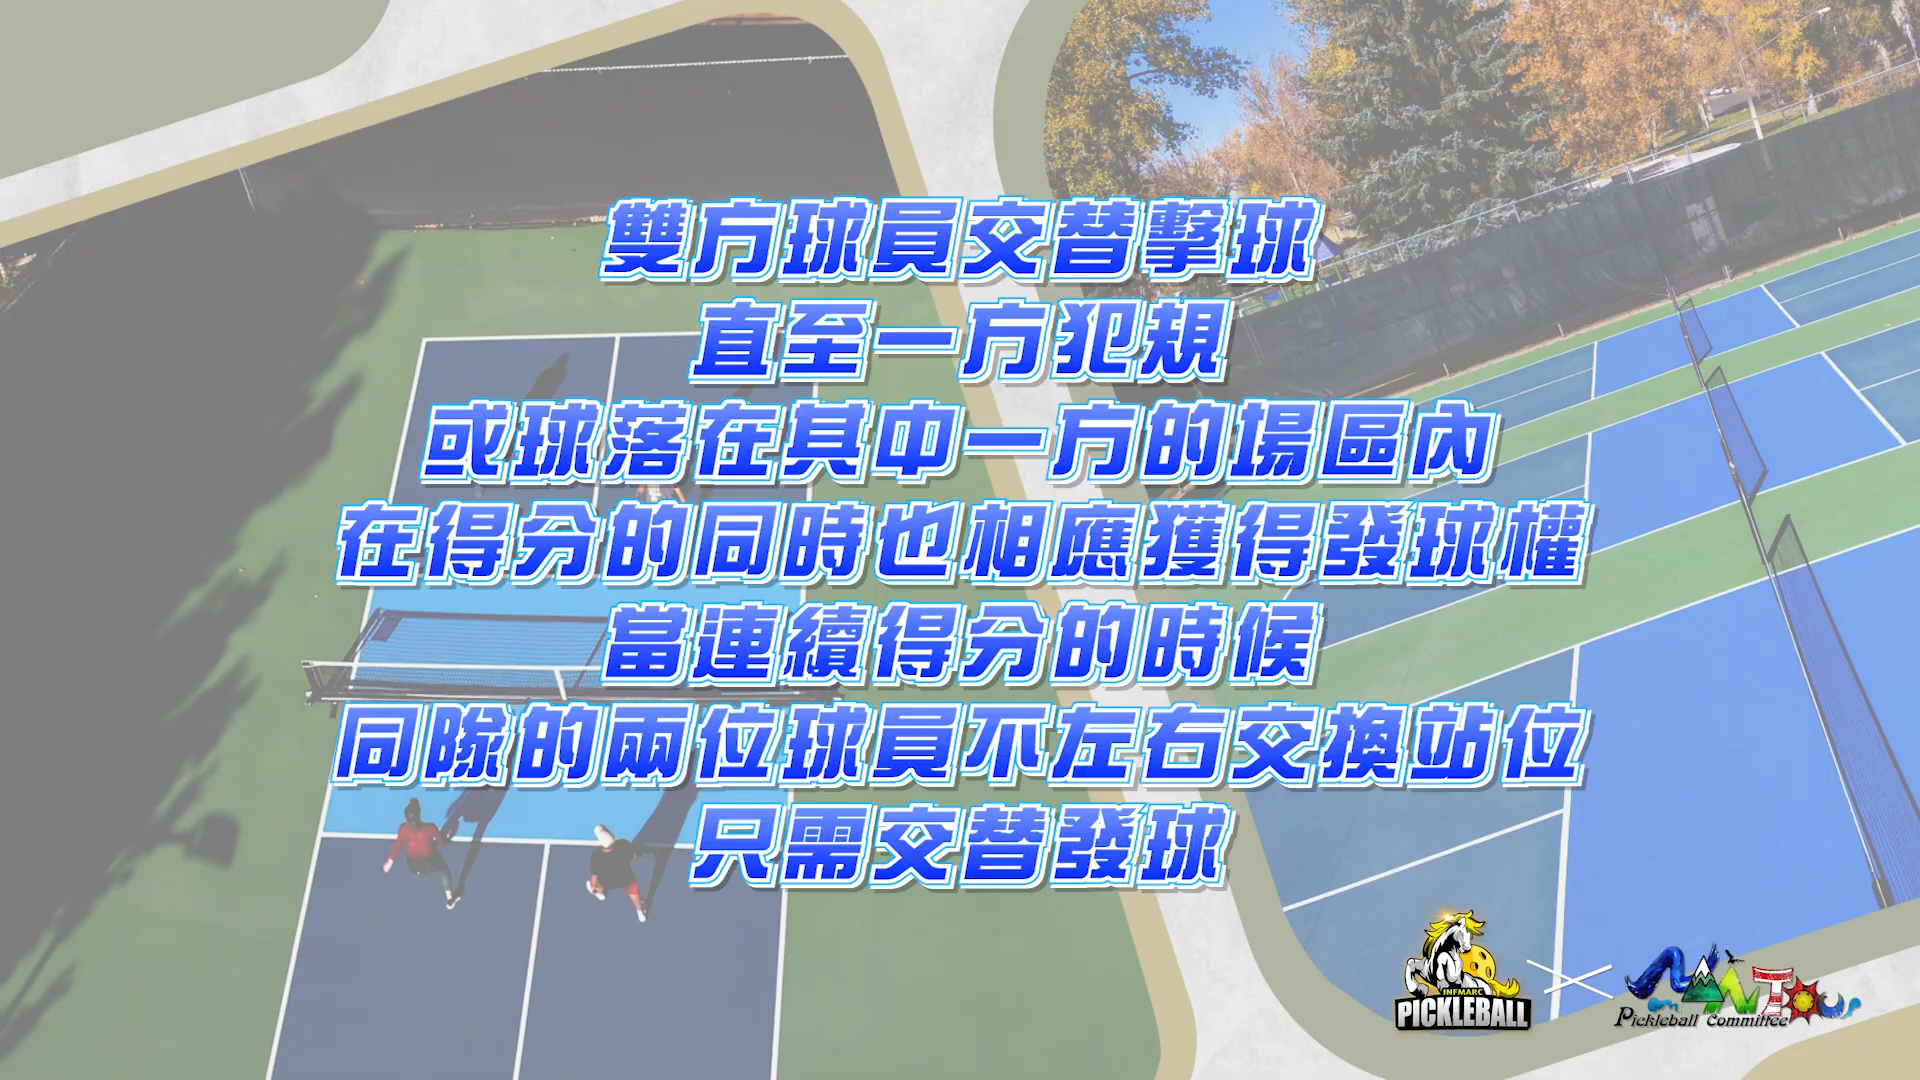 雙方球員交替擊球
直至一方犯規
或球落在其中一方的場區內
在得分的同時也相應獲得發球權
當連續得分的時候
同隊的兩位球員不左右交換站位
只需交替發球
INFMARC
PICKLEBALL
NANTOU
Pickleball Committee